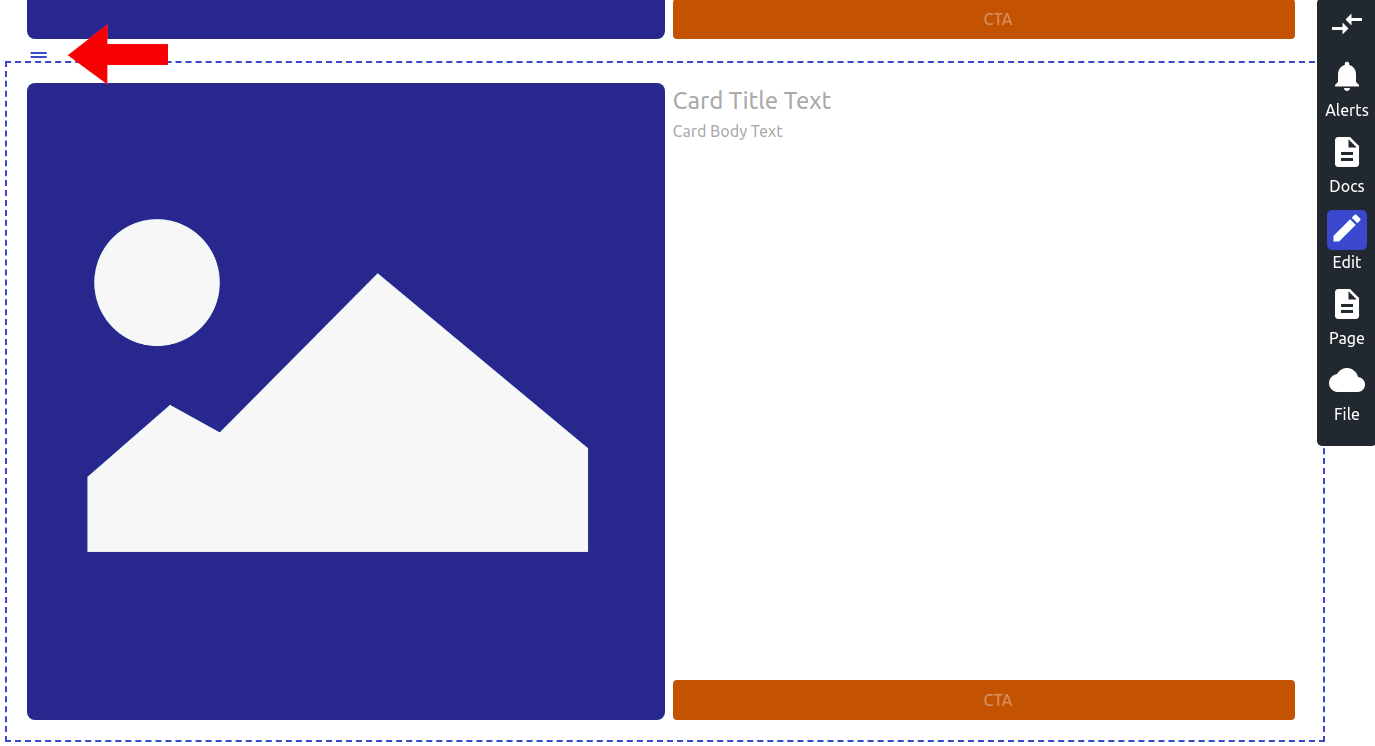 CTA
Alerts
Docs
Edit
Page
File
Card Title Text
Card Body Text
CTA